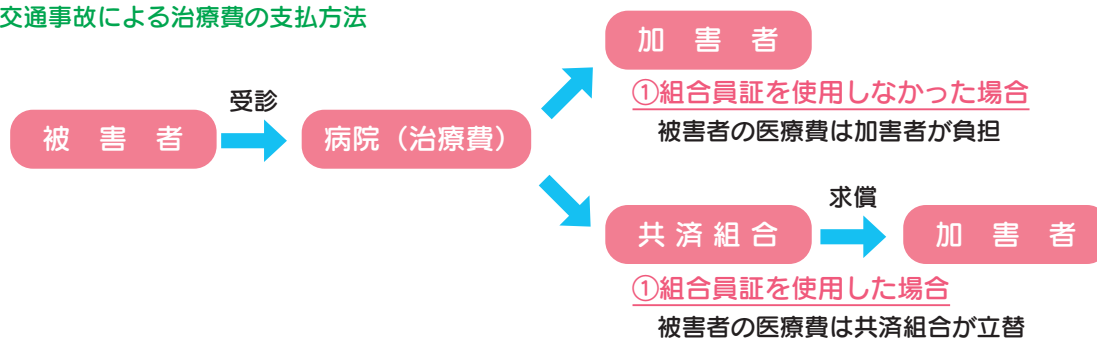 交通事故による治療費の支払方法
加害者
①組合員証を使用しなかった場合
被害者の医療費は加害者が負担
受診
被害者
病院（治療費）
求償
共済組合
加害者
①組合員証を使用した場合
被害者の医療費は共済組合が立替